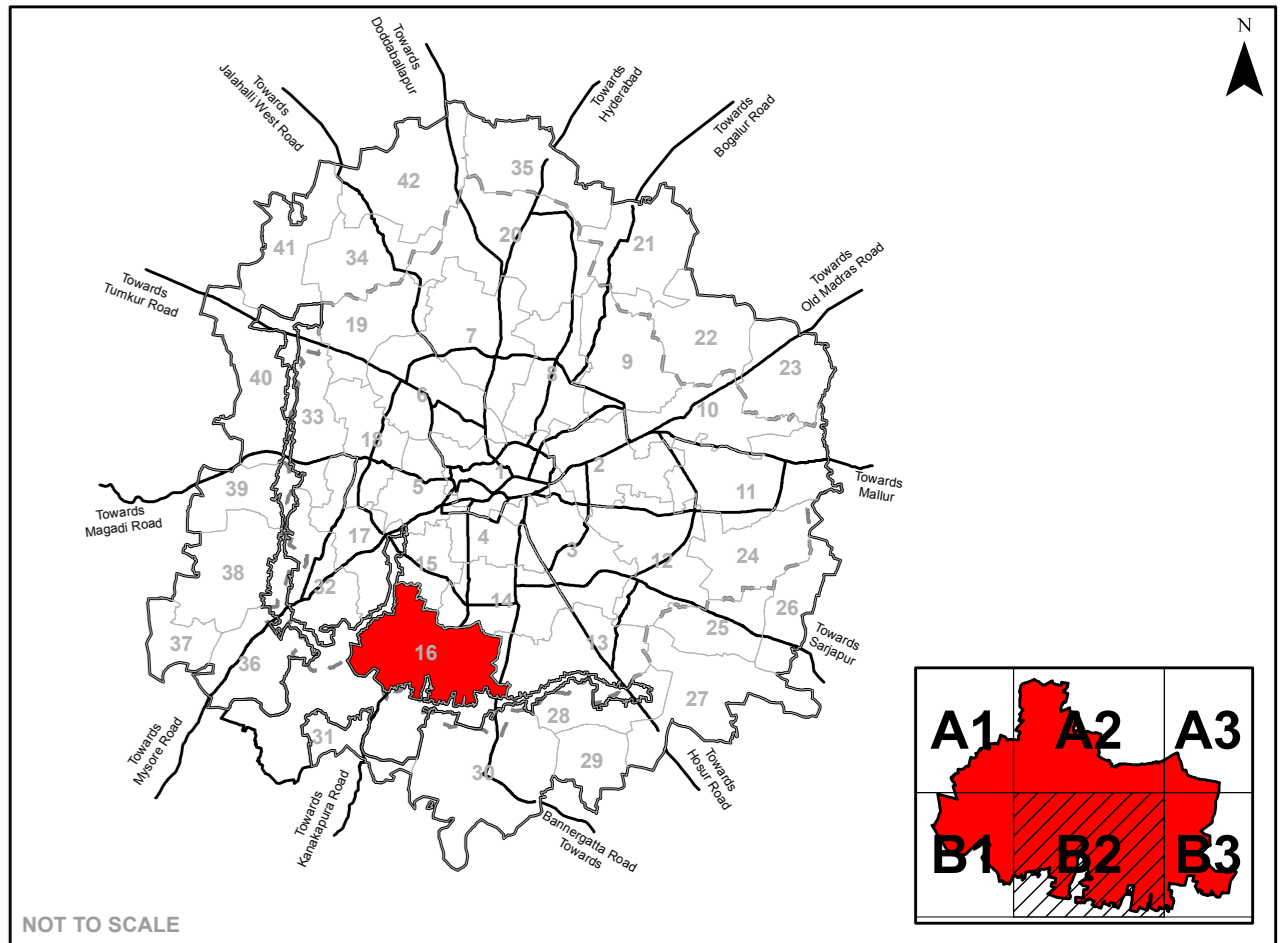 N
Towards
Doddaballapur
Towards
Jalahalli West Road
Towards
Hyderabad
Towards
Bogalur Road
42
35
41
34
20
21
Towards
Tumkur Road
Towards
Old Madras Road
19
7
22
40
6
8
9
23
33
18
10
39
5
1
2
11
Towards
Mallur
Towards
Magadi Road
17
4
3
38
15
12
24
32
14
26
37
36
16
13
25
Towards
Sarjapur
27
28
31
30
29
Towards
Mysore Road
Towards
Kanakapura Road
Bannergatta Road
Towards
Towards
Hosur Road
A1
A2
A3
B1
B2
B3
NOT TO SCALE